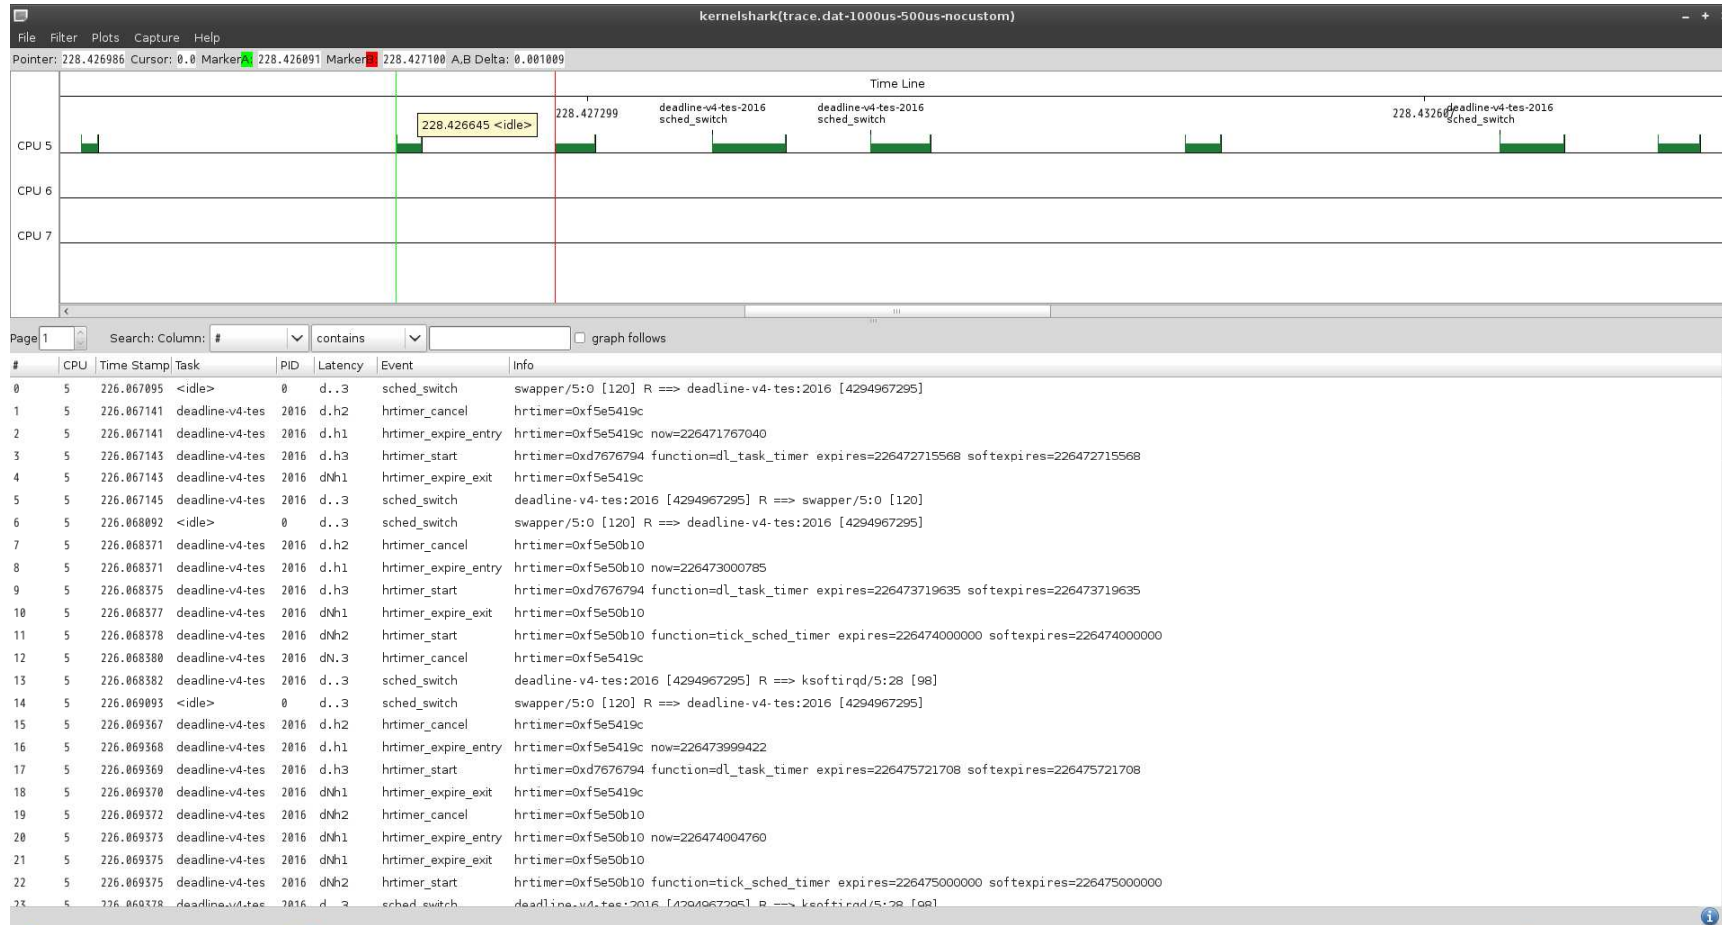 kernelshark(trace.dat-1000us-500us-nocustom)
File Filter Plots Capture Help
Pointer: 228.426986 Cursor: 0.0 MarkerA: 228.426091 MarkerB: 228.427100 A,B Delta: 0.001009
Time Line
228.427299 228.432607
deadline-v4-tes-2016
sched_switch
deadline-v4-tes-2016
sched_switch
deadline-v4-tes-2016
sched_switch
228.426645 <idle>
CPU 5
CPU 6
CPU 7
Page 1 Search: Column: # contains graph follows
# CPU Time Stamp Task PID Latency Event Info
0 5 226.067095 <idle> 0 d..3 sched_switch swapper/5:0 [120] R ==> deadline-v4-tes:2016 [4294967295]
1 5 226.067141 deadline-v4-tes 2016 d.h2 hrtimer_cancel hrtimer=0xf5e5419c
2 5 226.067141 deadline-v4-tes 2016 d.h1 hrtimer_expire_entry hrtimer=0xf5e5419c now=226471767040
3 5 226.067143 deadline-v4-tes 2016 d.h3 hrtimer_start hrtimer=0xd7676794 function=dl_task_timer expires=226472715568 softexpires=226472715568
4 5 226.067143 deadline-v4-tes 2016 dNh1 hrtimer_expire_exit hrtimer=0xf5e5419c
5 5 226.067145 deadline-v4-tes 2016 d..3 sched_switch deadline-v4-tes:2016 [4294967295] R ==> swapper/5:0 [120]
6 5 226.068092 <idle> 0 d..3 sched_switch swapper/5:0 [120] R ==> deadline-v4-tes:2016 [4294967295]
7 5 226.068371 deadline-v4-tes 2016 d.h2 hrtimer_cancel hrtimer=0xf5e50b10
8 5 226.068371 deadline-v4-tes 2016 d.h1 hrtimer_expire_entry hrtimer=0xf5e50b10 now=226473000785
9 5 226.068375 deadline-v4-tes 2016 d.h3 hrtimer_start hrtimer=0xd7676794 function=dl_task_timer expires=226473719635 softexpires=226473719635
10 5 226.068377 deadline-v4-tes 2016 dNh1 hrtimer_expire_exit hrtimer=0xf5e50b10
11 5 226.068378 deadline-v4-tes 2016 dNh2 hrtimer_start hrtimer=0xf5e50b10 function=tick_sched_timer expires=226474000000 softexpires=226474000000
12 5 226.068380 deadline-v4-tes 2016 dN.3 hrtimer_cancel hrtimer=0xf5e5419c
13 5 226.068382 deadline-v4-tes 2016 d..3 sched_switch deadline-v4-tes:2016 [4294967295] R ==> ksoftirqd/5:28 [98]
14 5 226.069093 <idle> 0 d..3 sched_switch swapper/5:0 [120] R ==> deadline-v4-tes:2016 [4294967295]
15 5 226.069367 deadline-v4-tes 2016 d.h2 hrtimer_cancel hrtimer=0xf5e5419c
16 5 226.069368 deadline-v4-tes 2016 d.h1 hrtimer_expire_entry hrtimer=0xf5e5419c now=226473999422
17 5 226.069369 deadline-v4-tes 2016 d.h3 hrtimer_start hrtimer=0xd7676794 function=dl_task_timer expires=226475721708 softexpires=226475721708
18 5 226.069370 deadline-v4-tes 2016 dNh1 hrtimer_expire_exit hrtimer=0xf5e5419c
19 5 226.069372 deadline-v4-tes 2016 dNh2 hrtimer_cancel hrtimer=0xf5e50b10
20 5 226.069373 deadline-v4-tes 2016 dNh1 hrtimer_expire_entry hrtimer=0xf5e50b10 now=226474004760
21 5 226.069375 deadline-v4-tes 2016 dNh1 hrtimer_expire_exit hrtimer=0xf5e50b10
22 5 226.069375 deadline-v4-tes 2016 dNh2 hrtimer_start hrtimer=0xf5e50b10 function=tick_sched_timer expires=226475000000 softexpires=226475000000
23 5 226.069378 deadline-v4-tes 2016 d..3 sched_switch deadline-v4-tes:2016 [4294967295] R ==> ksoftirqd/5:28 [98]